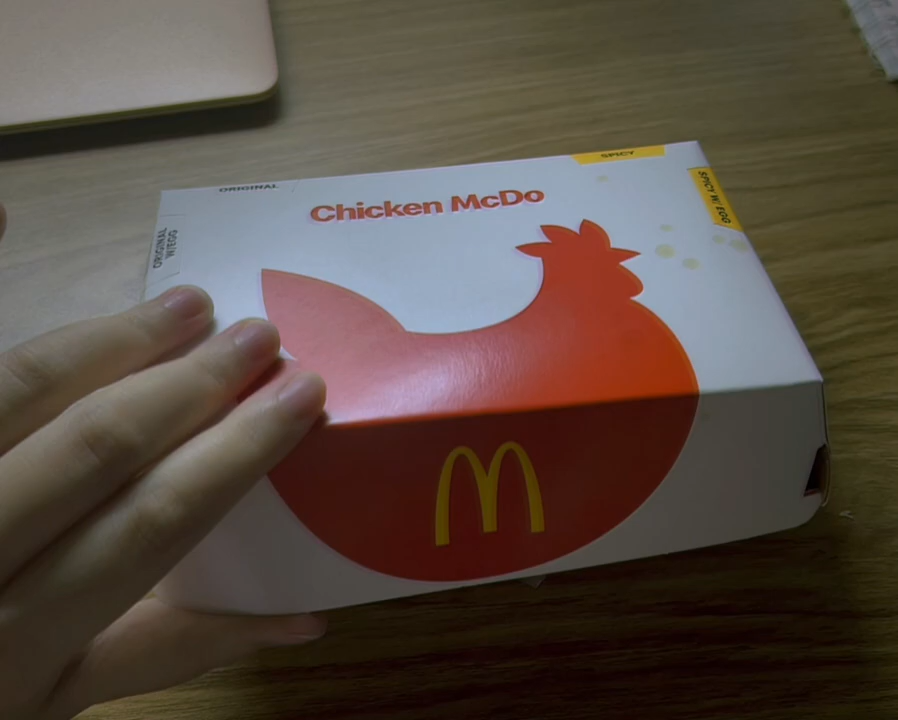 ORIGINAL
SPICY
Chicken McDo
ORIGINAL
W/EGG
SPICY W/ EGG